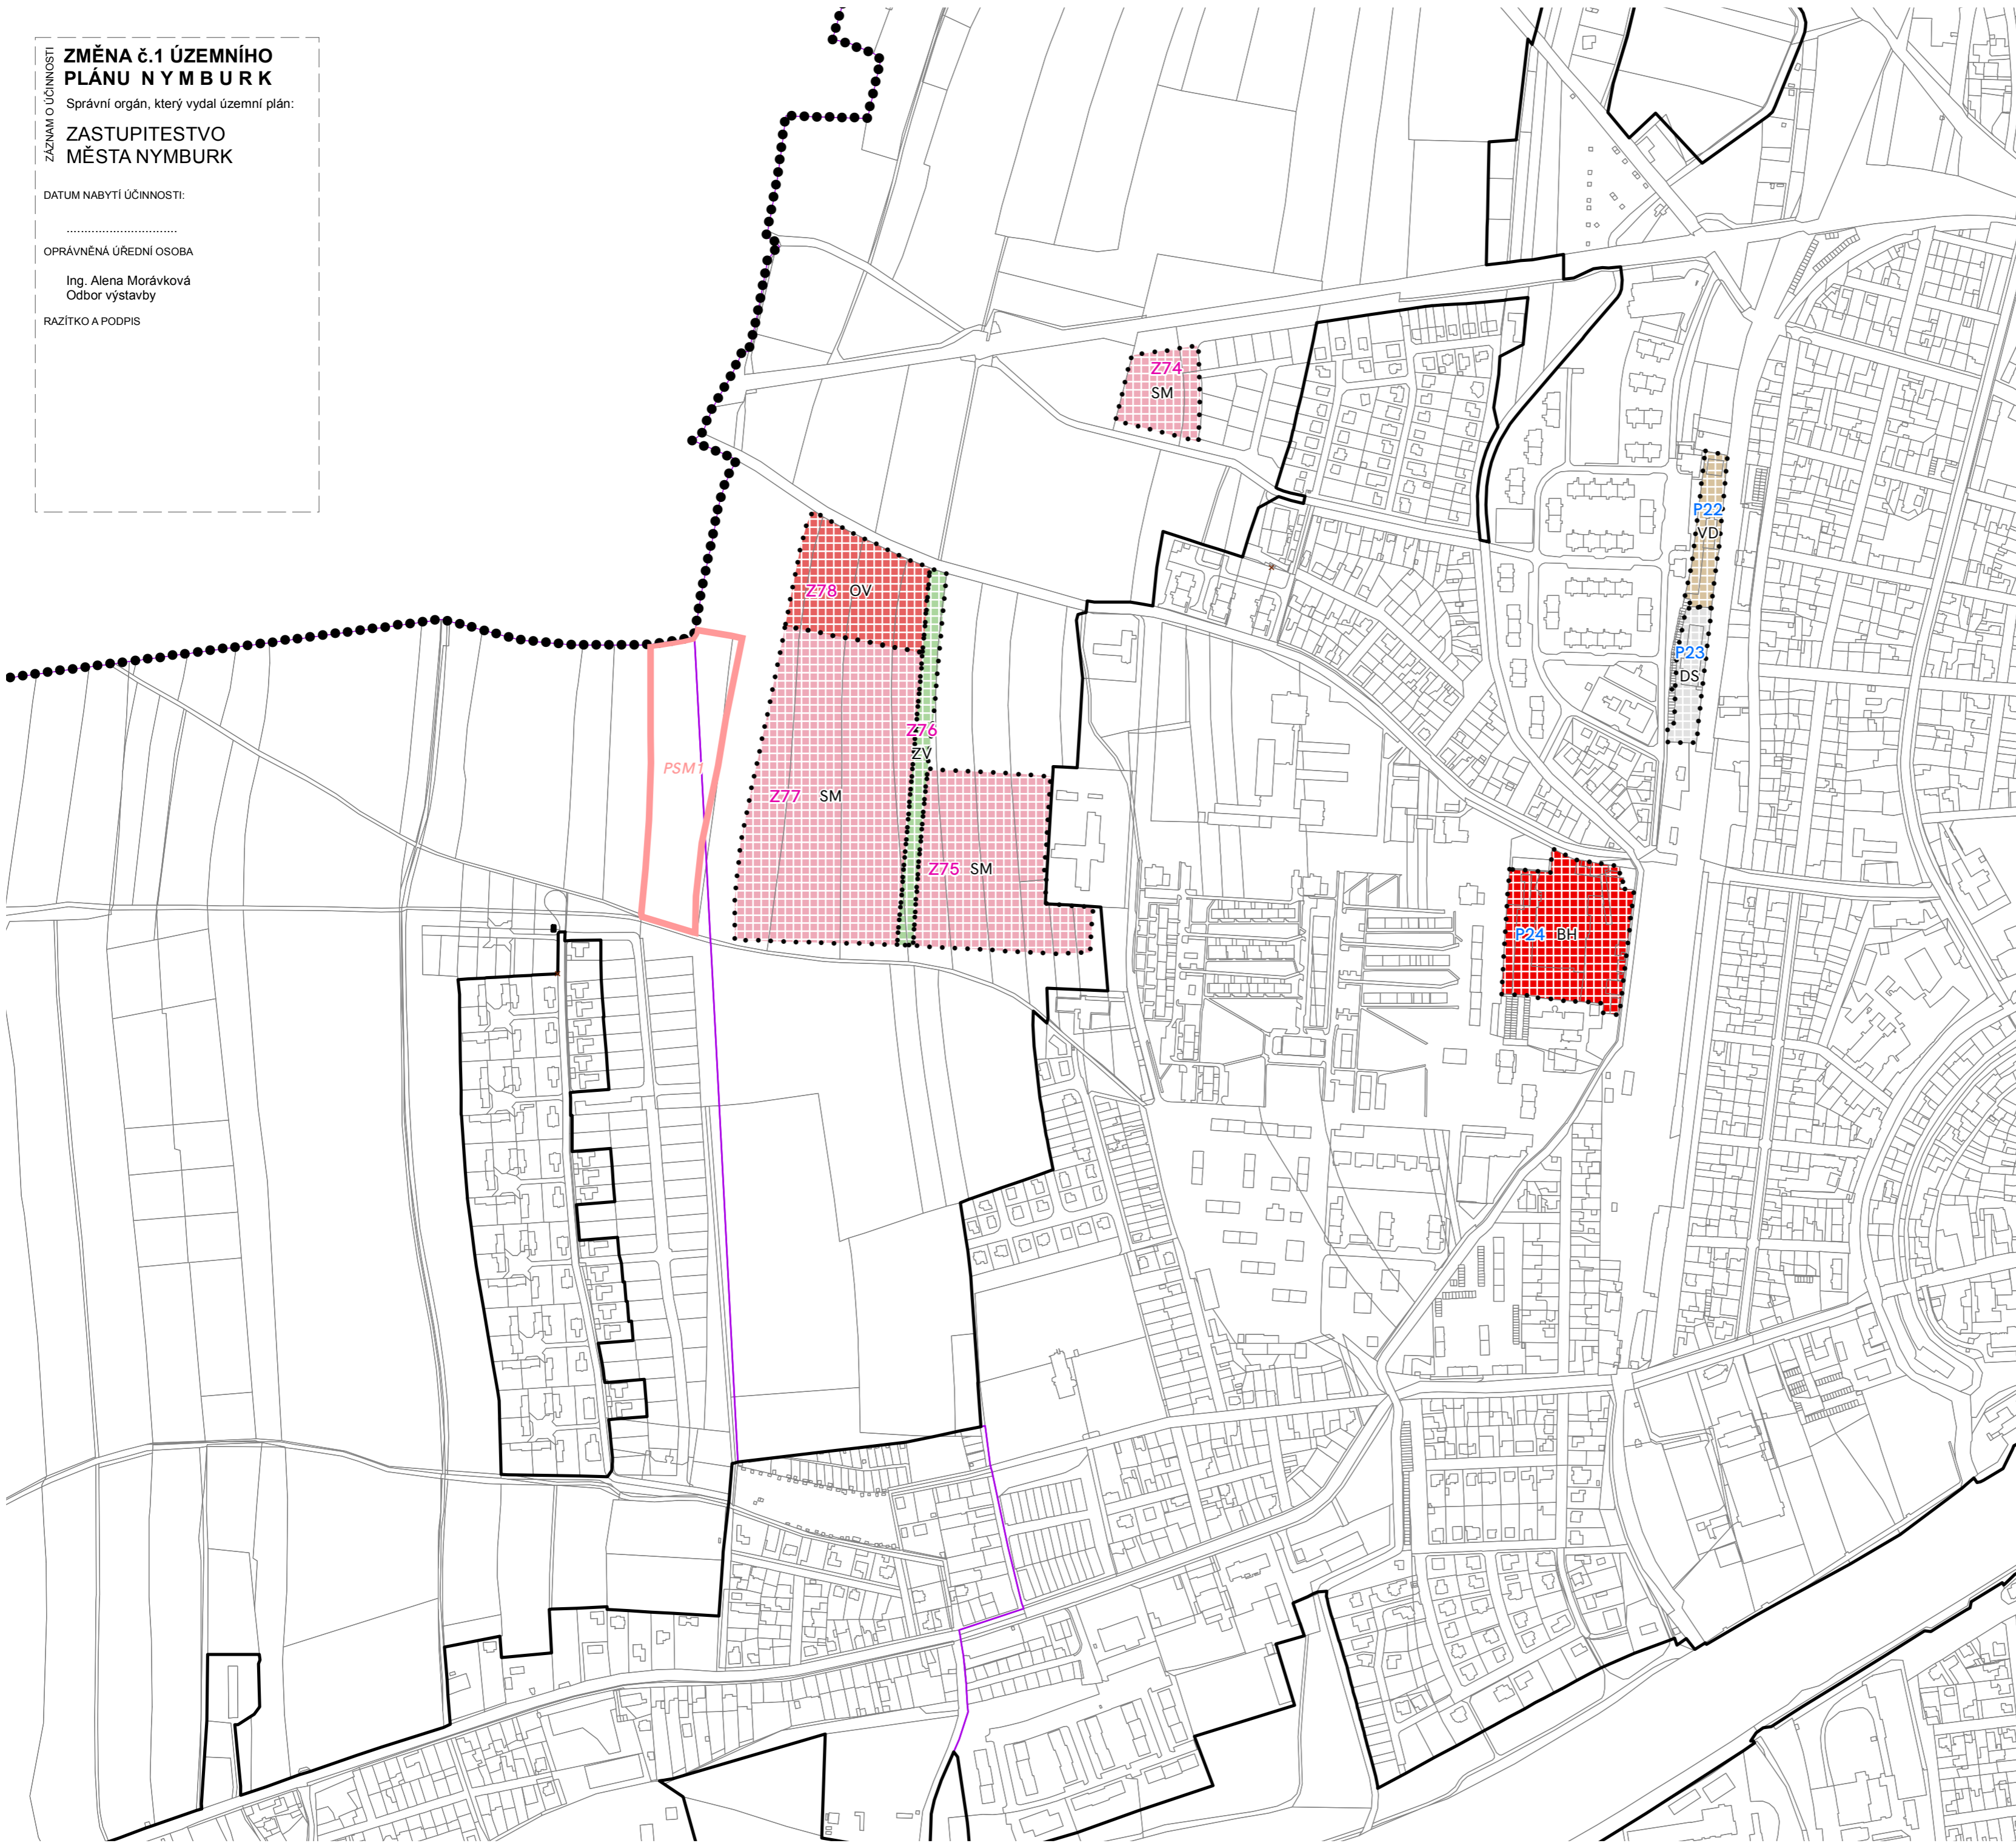 ZÁZNAM O ÚČINNOSTI
ZMĚNA č.1 ÚZEMNÍHO
PLÁNU N Y M B U R K
Správní orgán, který vydal územní plán:
ZASTUPITESTVO
MĚSTA NYMBURK
DATUM NABYTÍ ÚČINNOSTI:
...............................
OPRÁVNĚNÁ ÚŘEDNÍ OSOBA
Ing. Alena Morávková
Odbor výstavby
RAZÍTKO A PODPIS
Z74
SM
P22
VD
Z78 OV
P23
DS
Z76
ZV
PSM1
Z77 SM
Z75 SM
P24 BH